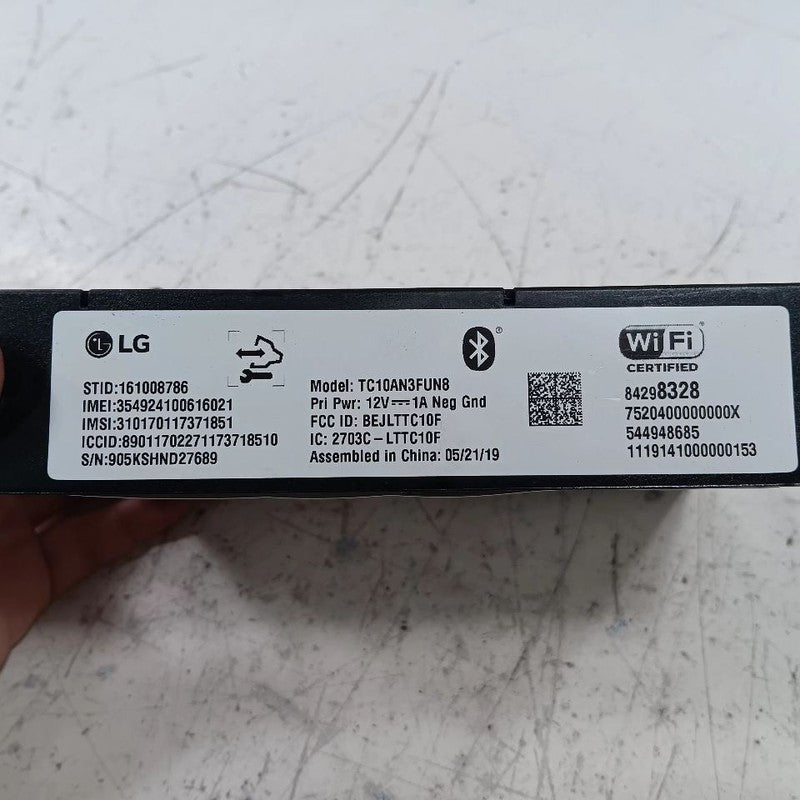 LG
STID:161008786
IMEI:354924100616021
IMSI:310170117371851
ICCID:89011702271173718510
S/N:905KSHND27689
Model: TC10AN3FUN8
Pri Pwr: 12V⎓1A Neg Gnd
FCC ID: BEJLTTC10F
IC: 2703C-LTTC10F
Assembled in China: 05/21/19
®
WiFi®
CERTIFIED
84298328
7520400000000X
544948685
1119141000000153